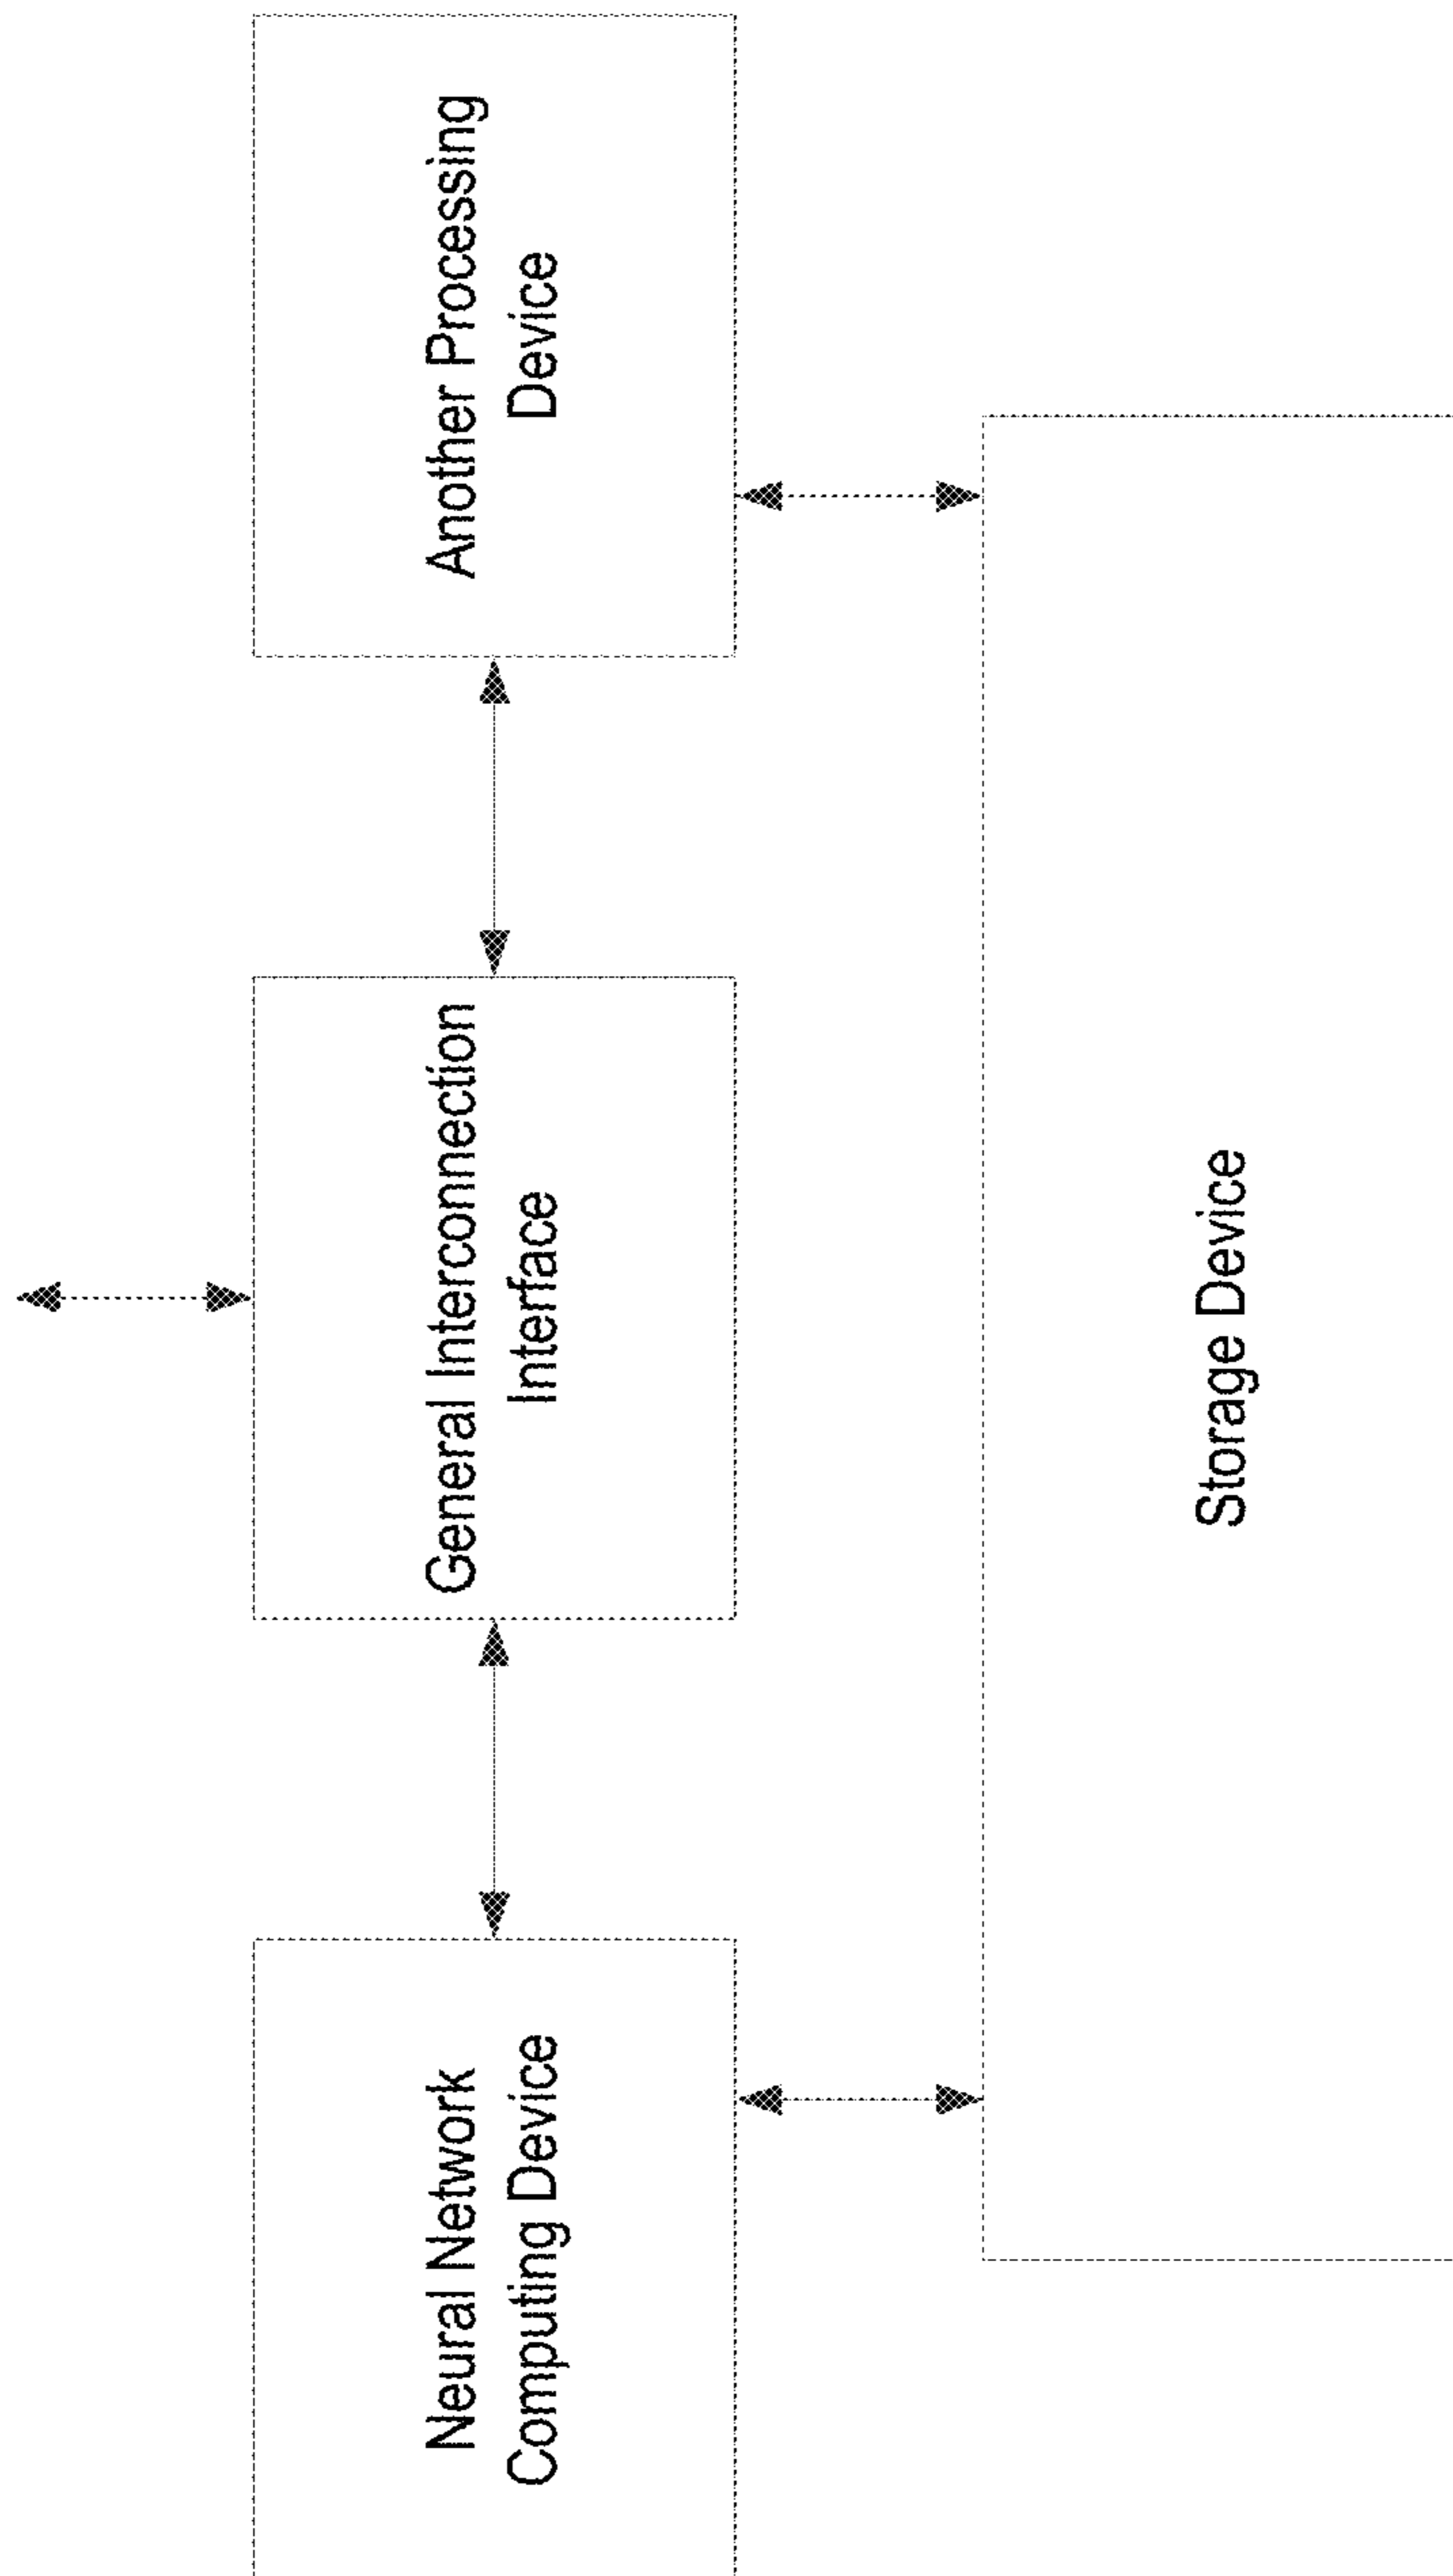 Neural Network
Computing Device
General Interconnection
Interface
Another Processing
Device
Storage Device